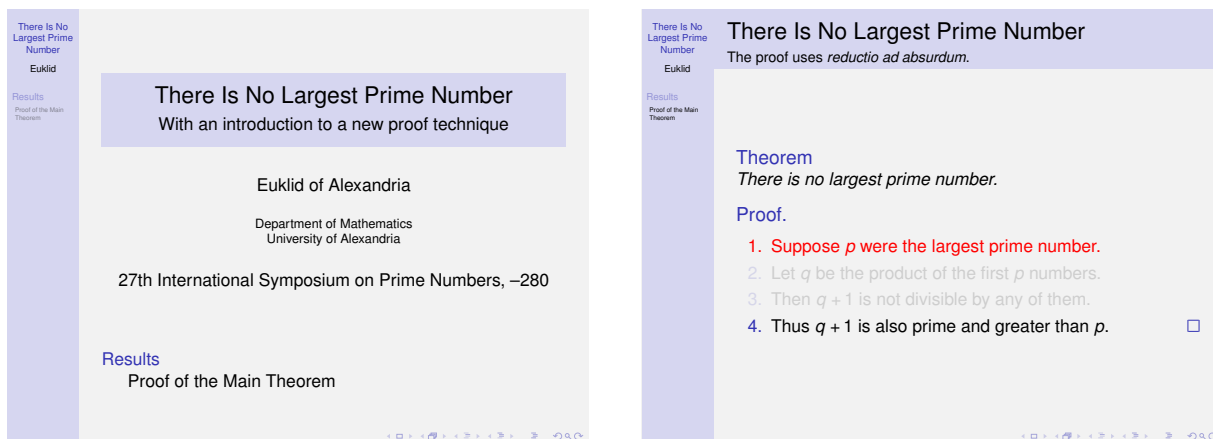 There Is No
Largest Prime
Number
Euklid
Results
Proof of the Main
Theorem
There Is No Largest Prime Number
With an introduction to a new proof technique
Euklid of Alexandria
Department of Mathematics
University of Alexandria
27th International Symposium on Prime Numbers, –280
Results
Proof of the Main Theorem
There Is No
Largest Prime
Number
Euklid
Results
Proof of the Main
Theorem
There Is No Largest Prime Number
The proof uses reductio ad absurdum.
Theorem
There is no largest prime number.
Proof.
1. Suppose p were the largest prime number.
2. Let q be the product of the first p numbers.
3. Then q + 1 is not divisible by any of them.
4. Thus q + 1 is also prime and greater than p. □